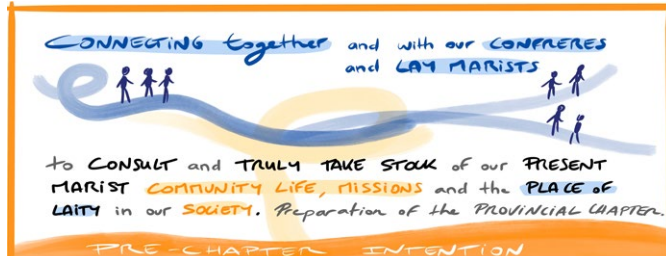 CONNECTING together and with our CONFRERES
and LAY MARISTS
to CONSULT and TRULY TAKE STOCK of our PRESENT
MARIST COMMUNITY LIFE, MISSIONS and the PLACE OF
LAITY in our SOCIETY. Preparation of the PROVINCIAL CHAPTER.
PRE-CHAPTER INTENTION